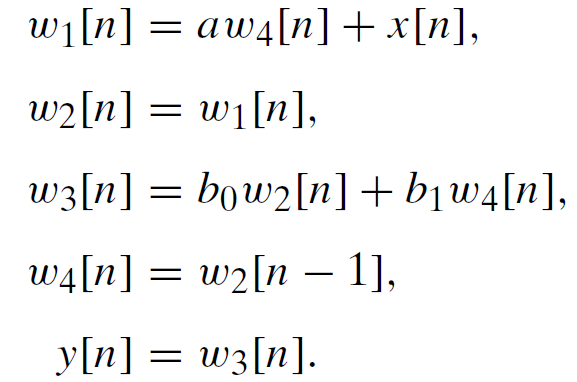 w₁[n] = aw₄[n] + x[n],
w₂[n] = w₁[n],
w₃[n] = b₀w₂[n] + b₁w₄[n],
w₄[n] = w₂[n − 1],
y[n] = w₃[n].